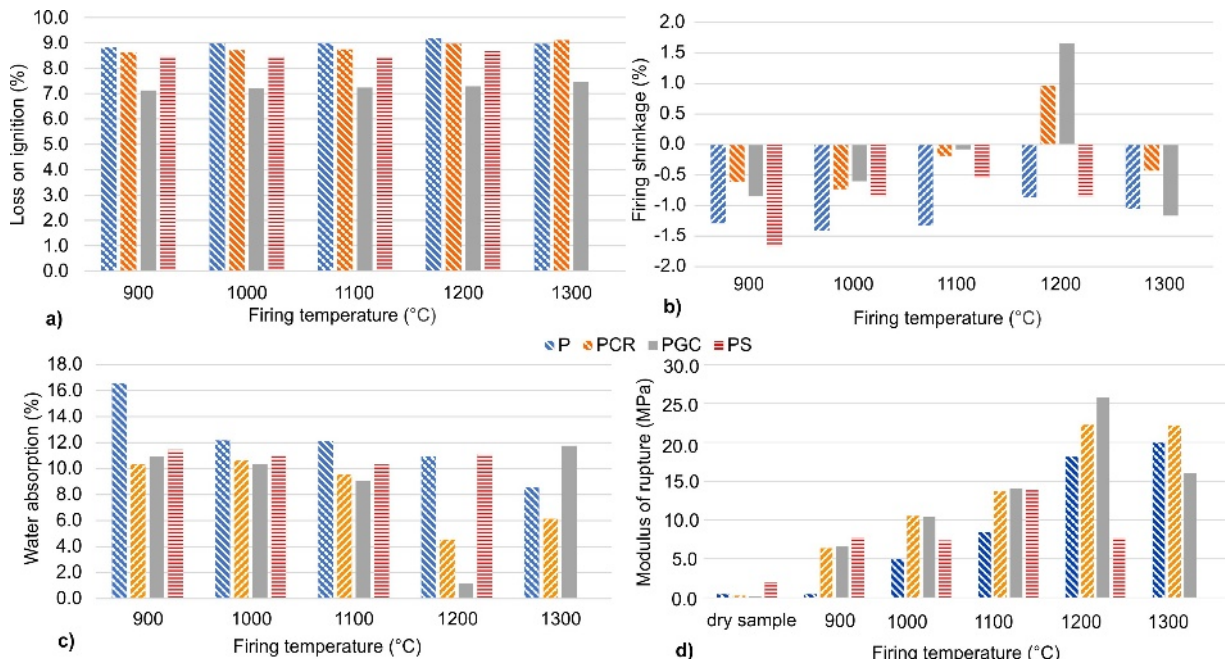 10.0
9.0
8.0
7.0
6.0
5.0
4.0
3.0
2.0
1.0
0.0
Loss on ignition (%)
900 1000 1100 1200 1300
a) Firing temperature (°C)
2.0
1.5
1.0
0.5
0.0
-0.5
-1.0
-1.5
-2.0
Firing shrinkage (%)
900 1000 1100 1200 1300
b) Firing temperature (°C)
P PCR PGC PS
18.0
16.0
14.0
12.0
10.0
8.0
6.0
4.0
2.0
0.0
Water absorption (%)
900 1000 1100 1200 1300
c) Firing temperature (°C)
30.0
25.0
20.0
15.0
10.0
5.0
0.0
Modulus of rupture (MPa)
dry sample 900 1000 1100 1200 1300
d) Firing temperature (°C)